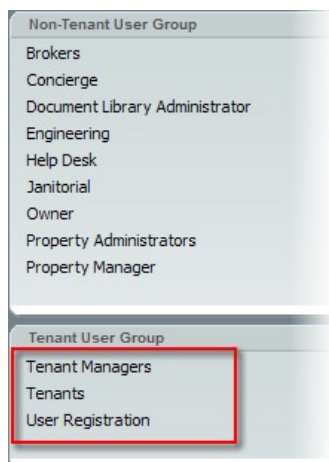 Non-Tenant User Group
Brokers
Concierge
Document Library Administrator
Engineering
Help Desk
Janitorial
Owner
Property Administrators
Property Manager
Tenant User Group
Tenant Managers
Tenants
User Registration